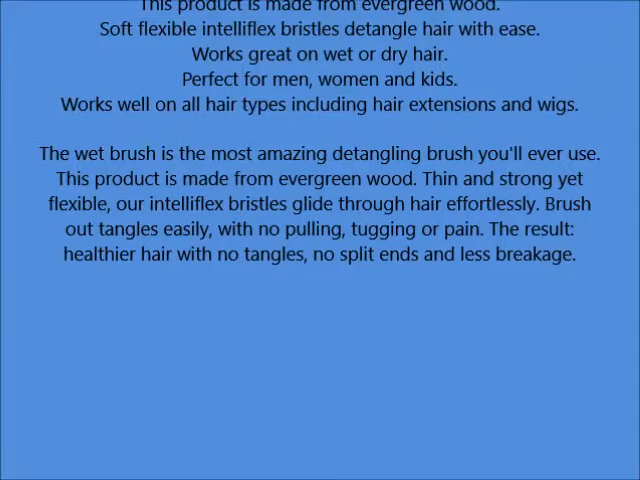 This product is made from evergreen wood.
Soft flexible intelliflex bristles detangle hair with ease.
Works great on wet or dry hair.
Perfect for men, women and kids.
Works well on all hair types including hair extensions and wigs.
The wet brush is the most amazing detangling brush you'll ever use.
This product is made from evergreen wood. Thin and strong yet
flexible, our intelliflex bristles glide through hair effortlessly. Brush
out tangles easily, with no pulling, tugging or pain. The result:
healthier hair with no tangles, no split ends and less breakage.